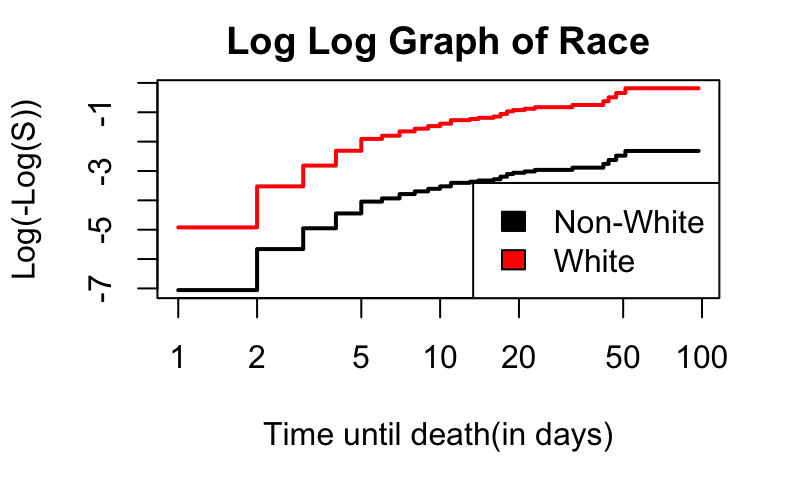 Log Log Graph of Race
Log(-Log(S))
-1
-3
-5
-7
Non-White
White
1 2 5 10 20 50 100
Time until death(in days)